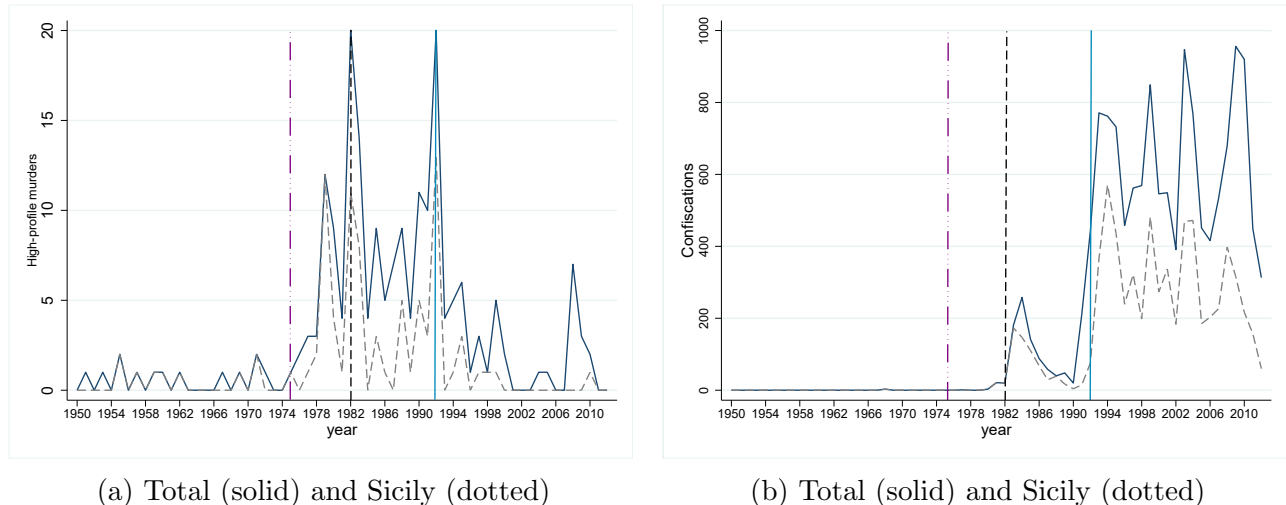 High-profile murders
20
15
10
5
0
1950 1954 1958 1962 1966 1970 1974 1978 1982 1986 1990 1994 1998 2002 2006 2010
year
(a) Total (solid) and Sicily (dotted)
Confiscations
1000
800
600
400
200
0
1950 1954 1958 1962 1966 1970 1974 1978 1982 1986 1990 1994 1998 2002 2006 2010
year
(b) Total (solid) and Sicily (dotted)